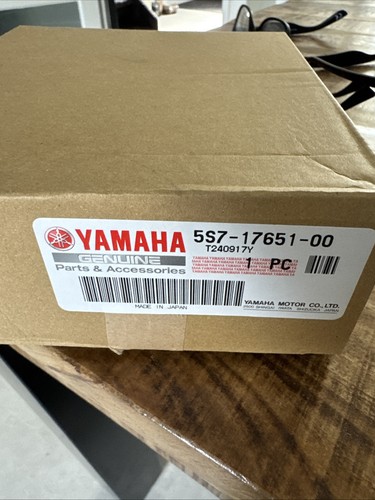 YAMAHA 5S7-17651-00
GENUINE T240917Y
Parts & Accessories
1 PC
MADE IN JAPAN
YAMAHA MOTOR CO., LTD.